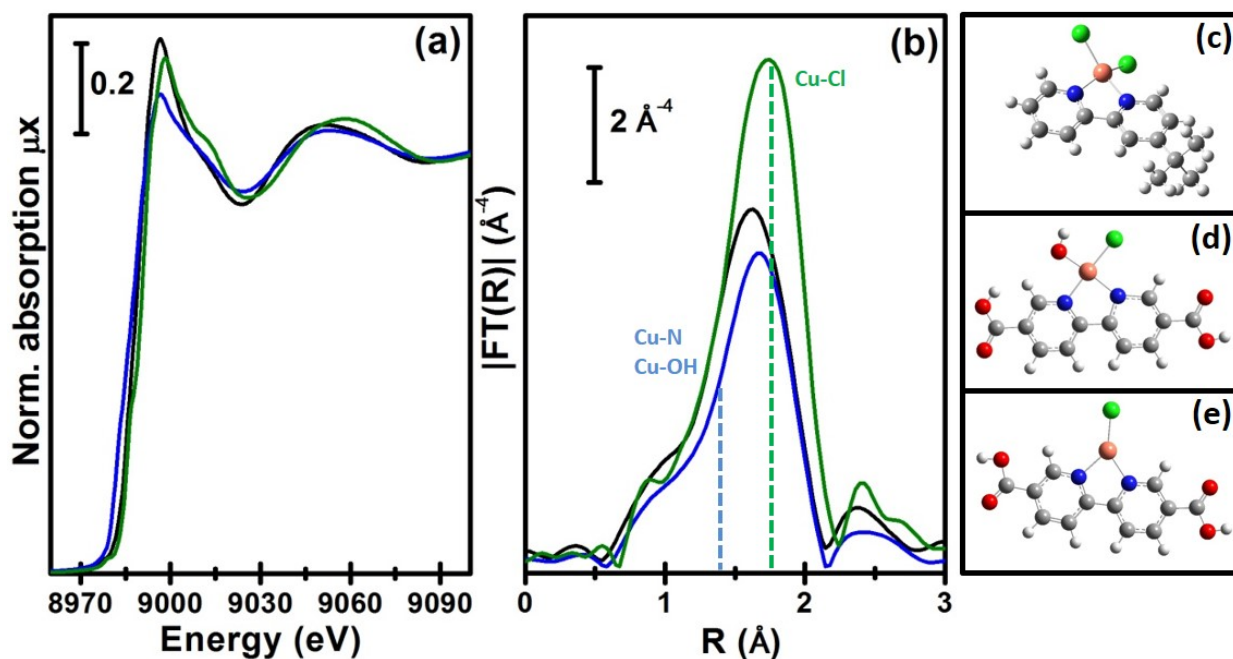 (a)
0.2
Norm. absorption μx
8970 9000 9030 9060 9090
Energy (eV)
(b)
Cu-Cl
2 Å⁻⁴
|FT(R)| (Å⁻⁴)
Cu-N
Cu-OH
0 1 2 3
R (Å)
(c)
(d)
(e)